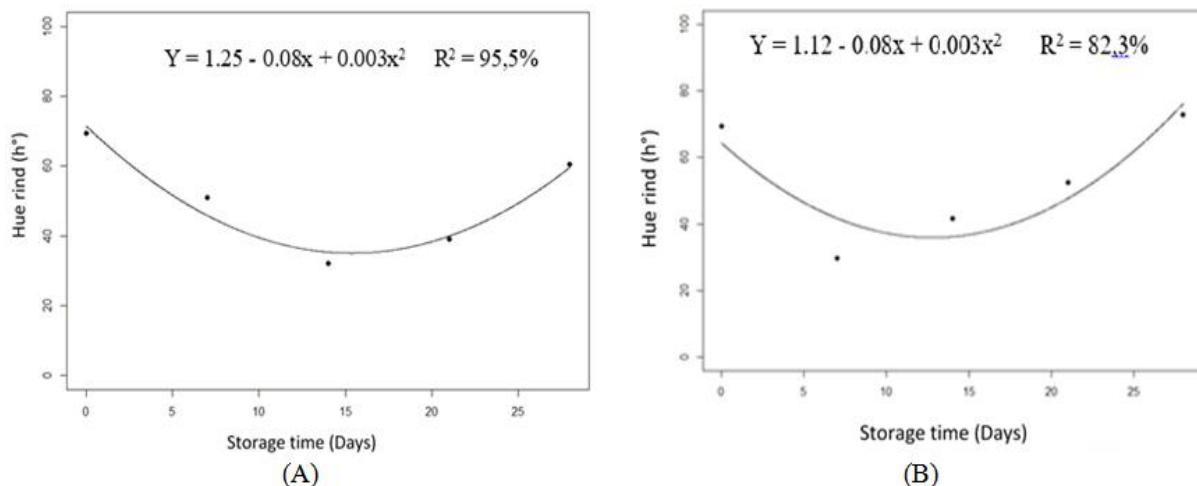 Y = 1.25 - 0.08x + 0.003x² R² = 95,5%
Hue rind (h°)
100
80
60
40
20
0
0 5 10 15 20 25
Storage time (Days)
(A)
Y = 1.12 - 0.08x + 0.003x² R² = 82,3%
Hue rind (h°)
100
80
60
40
20
0
0 5 10 15 20 25
Storage time (Days)
(B)